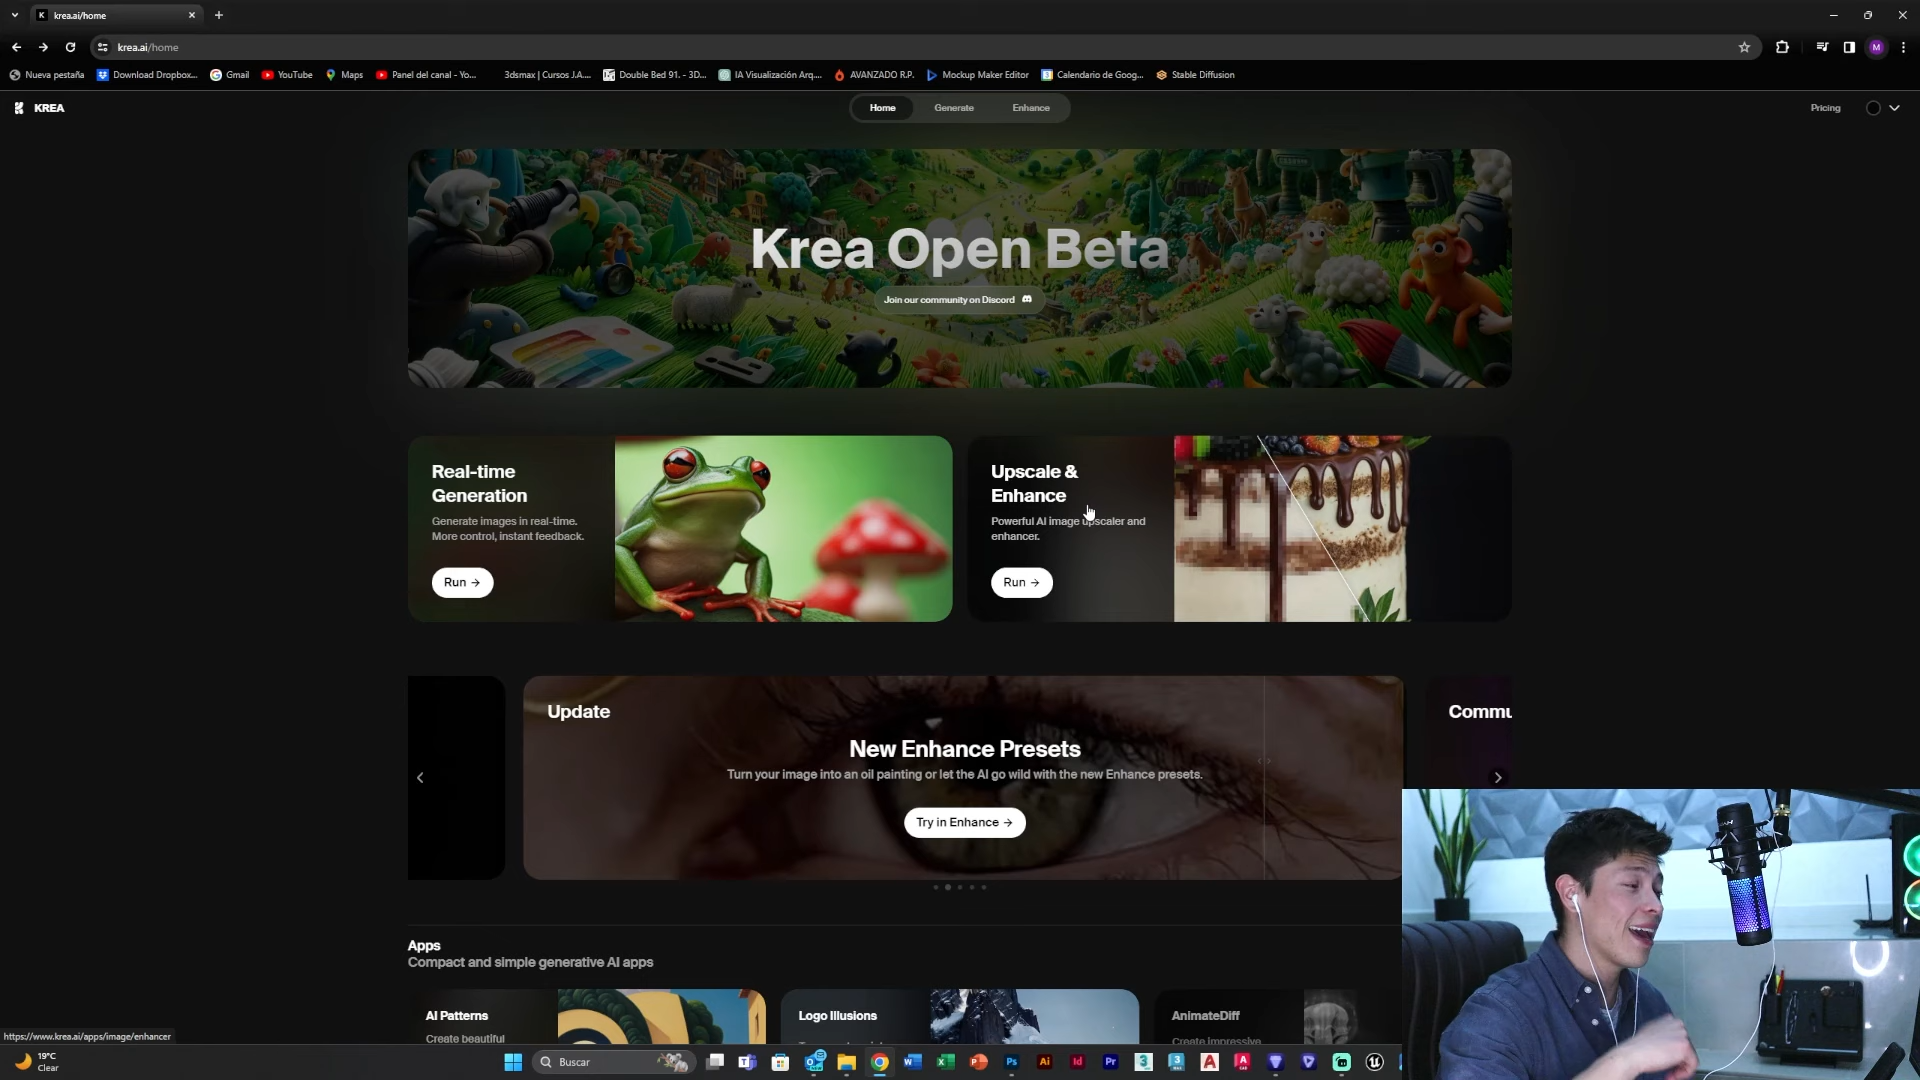 krea.ai/home
krea.ai/home
Nueva pestaña
Download Dropbox...
Gmail
YouTube
Maps
Panel del canal - Yo...
3dsmax | Cursos J.A....
Double Bed 91. - 3D...
IA Visualización Arq....
AVANZADO R.P.
Mockup Maker Editor
Calendario de Goog...
Stable Diffusion
M
KREA
Home
Generate
Enhance
Pricing
Krea Open Beta
Join our community on Discord
Real-time
Generation
Generate images in real-time.
More control, instant feedback.
Run →
Upscale &
Enhance
Powerful AI image upscaler and
enhancer.
Run →
Update
New Enhance Presets
Turn your image into an oil painting or let the AI go wild with the new Enhance presets.
Try in Enhance →
Commu
Apps
Compact and simple generative AI apps
AI Patterns
Create beautiful
Logo Illusions
AnimateDiff
Create impressive
https://www.krea.ai/apps/image/enhancer
19°C
Clear
Buscar